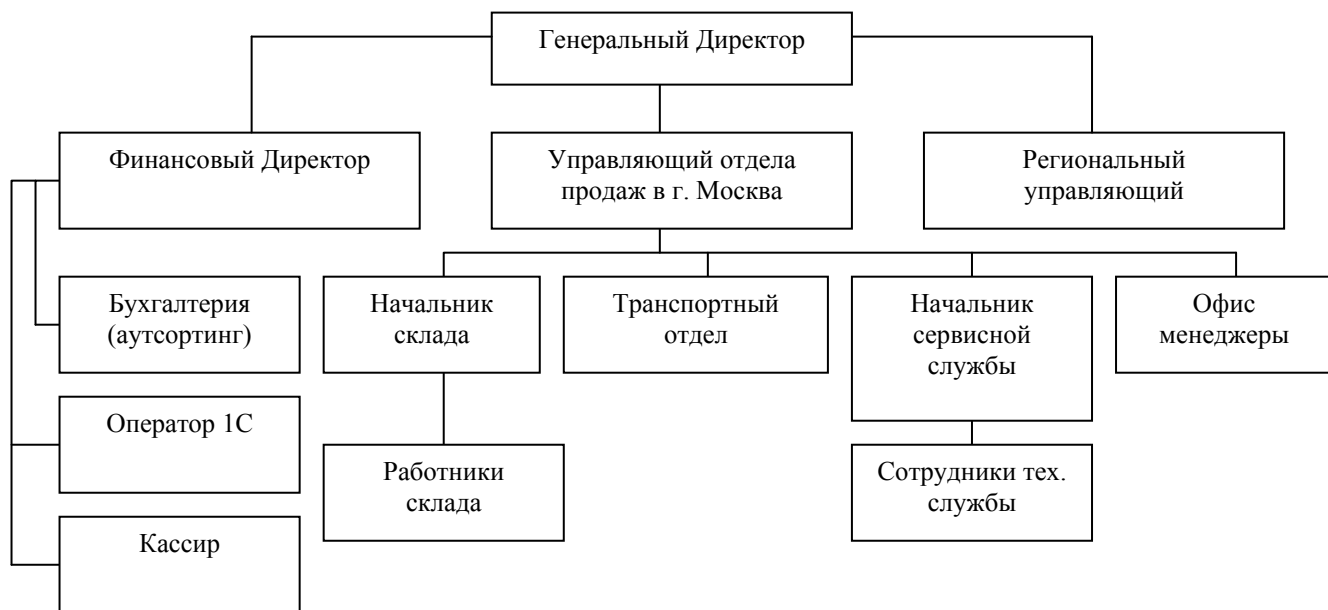 Генеральный Директор
Финансовый Директор
Управляющий отдела
продаж в г. Москва
Региональный
управляющий
Бухгалтерия
(аутсортинг)
Начальник
склада
Транспортный
отдел
Начальник
сервисной
службы
Офис
менеджеры
Оператор 1С
Работники
склада
Сотрудники тех.
службы
Кассир